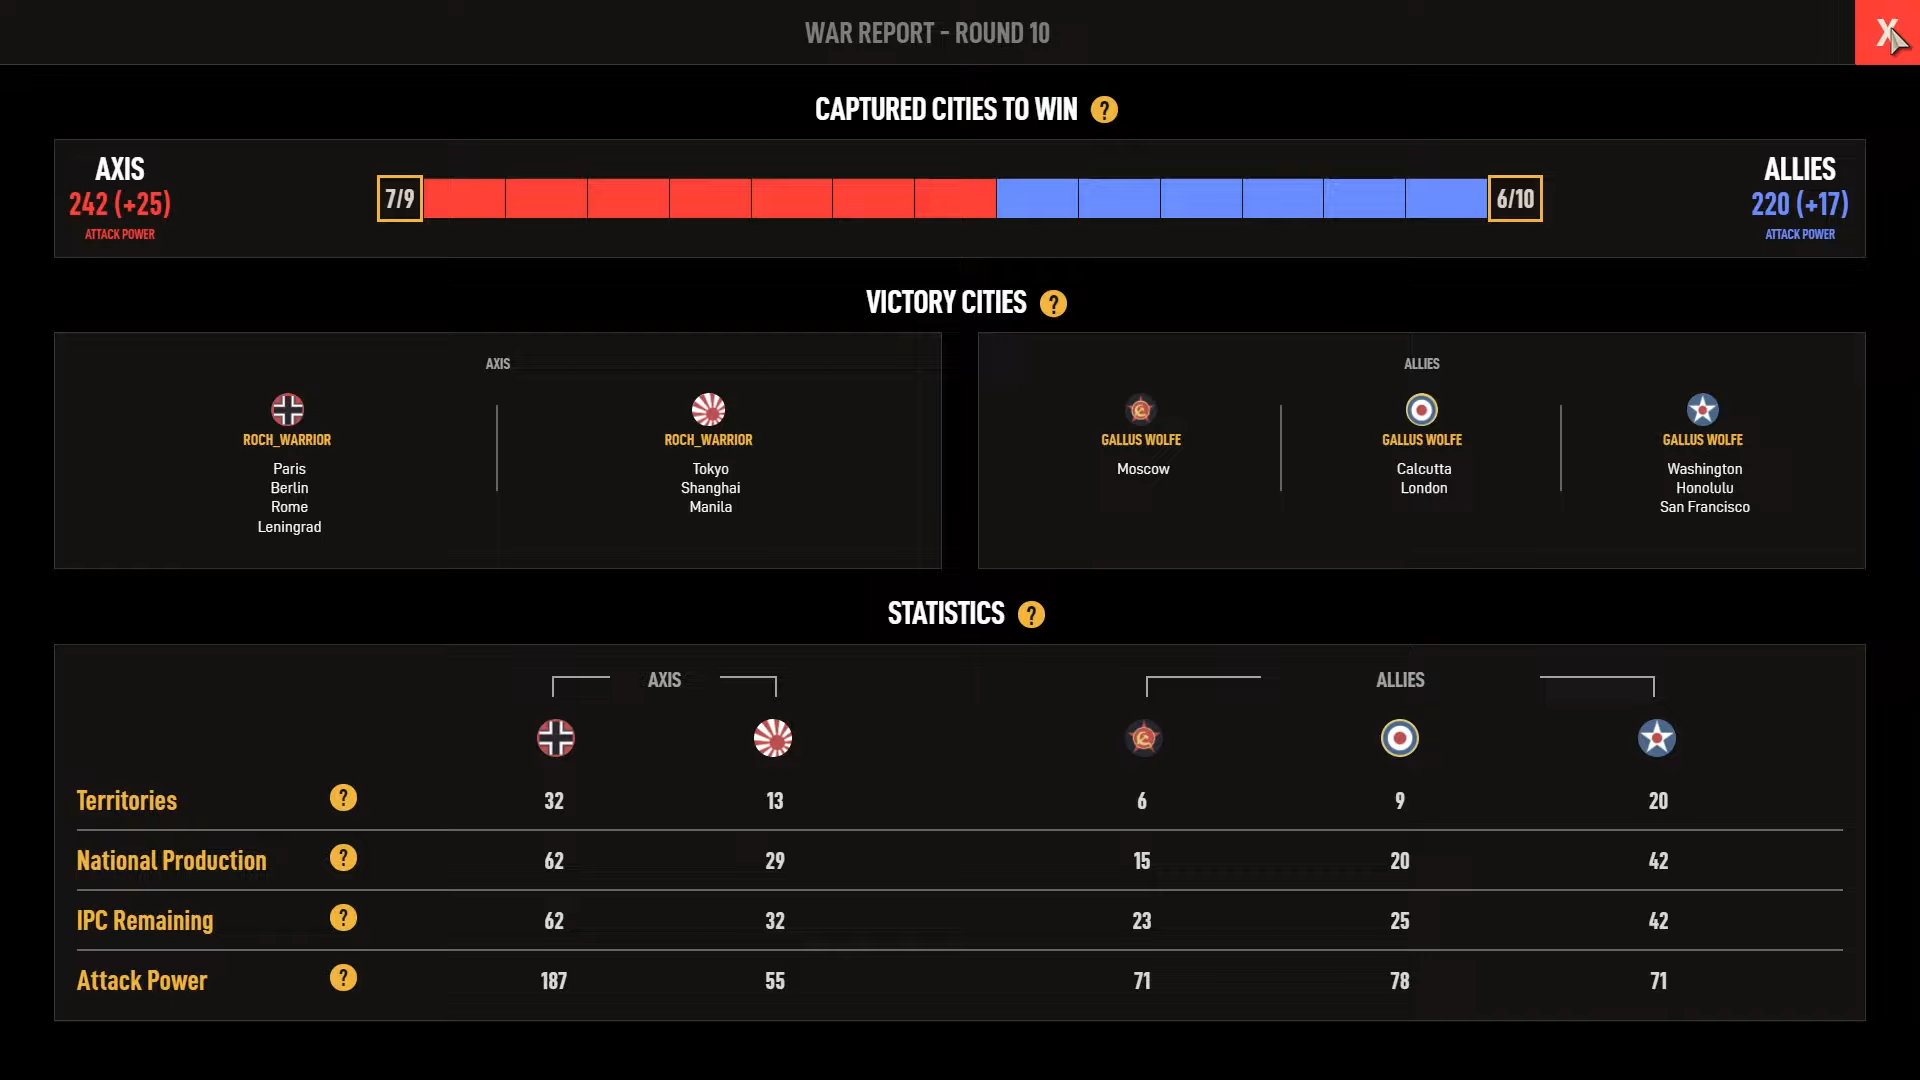 WAR REPORT - ROUND 10
X
CAPTURED CITIES TO WIN ?
AXIS
242 (+25)
ATTACK POWER
7/9
6/10
ALLIES
220 (+17)
ATTACK POWER
VICTORY CITIES ?
AXIS
ROCH_WARRIOR
Paris
Berlin
Rome
Leningrad
ROCH_WARRIOR
Tokyo
Shanghai
Manila
ALLIES
GALLUS WOLFE
Moscow
GALLUS WOLFE
Calcutta
London
GALLUS WOLFE
Washington
Honolulu
San Francisco
STATISTICS ?
AXIS ALLIES
Territories ? 32 13 6 9 20
National Production ? 62 29 15 20 42
IPC Remaining ? 62 32 23 25 42
Attack Power ? 187 55 71 78 71